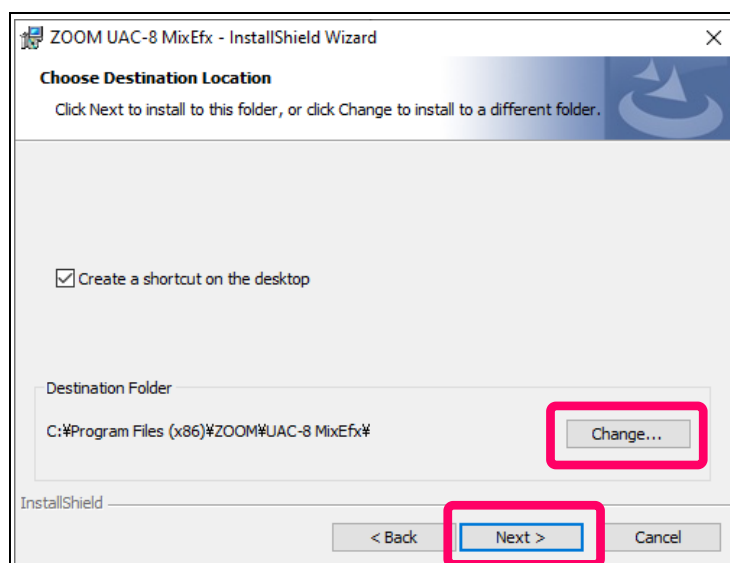 ZOOM UAC-8 MixEfx - InstallShield Wizard
Choose Destination Location
Click Next to install to this folder, or click Change to install to a different folder.
Create a shortcut on the desktop
Destination Folder
C:¥Program Files (x86)¥ZOOM¥UAC-8 MixEfx¥
Change...
InstallShield
< Back
Next >
Cancel